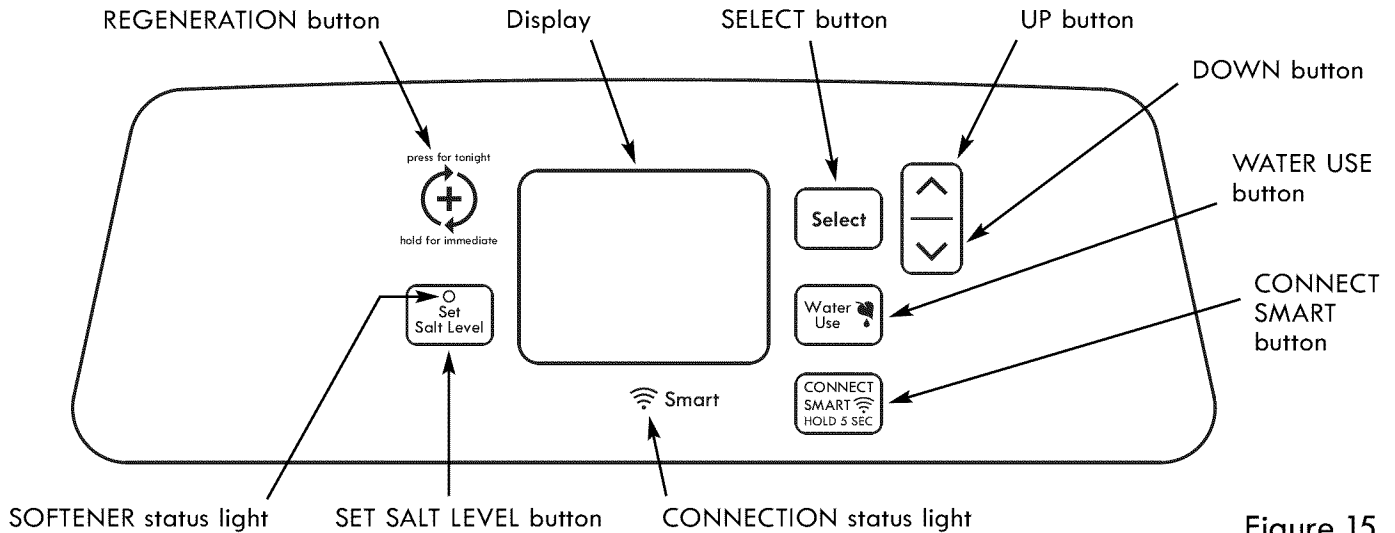 REGENERATION button
Display
SELECT button
UP button
DOWN button
WATER USE
button
CONNECT
SMART
button
press for tonight
hold for immediate
Set
Salt Level
Select
Water
Use
CONNECT
SMART
HOLD 5 SEC
Smart
SOFTENER status light
SET SALT LEVEL button
CONNECTION status light
Figure 15